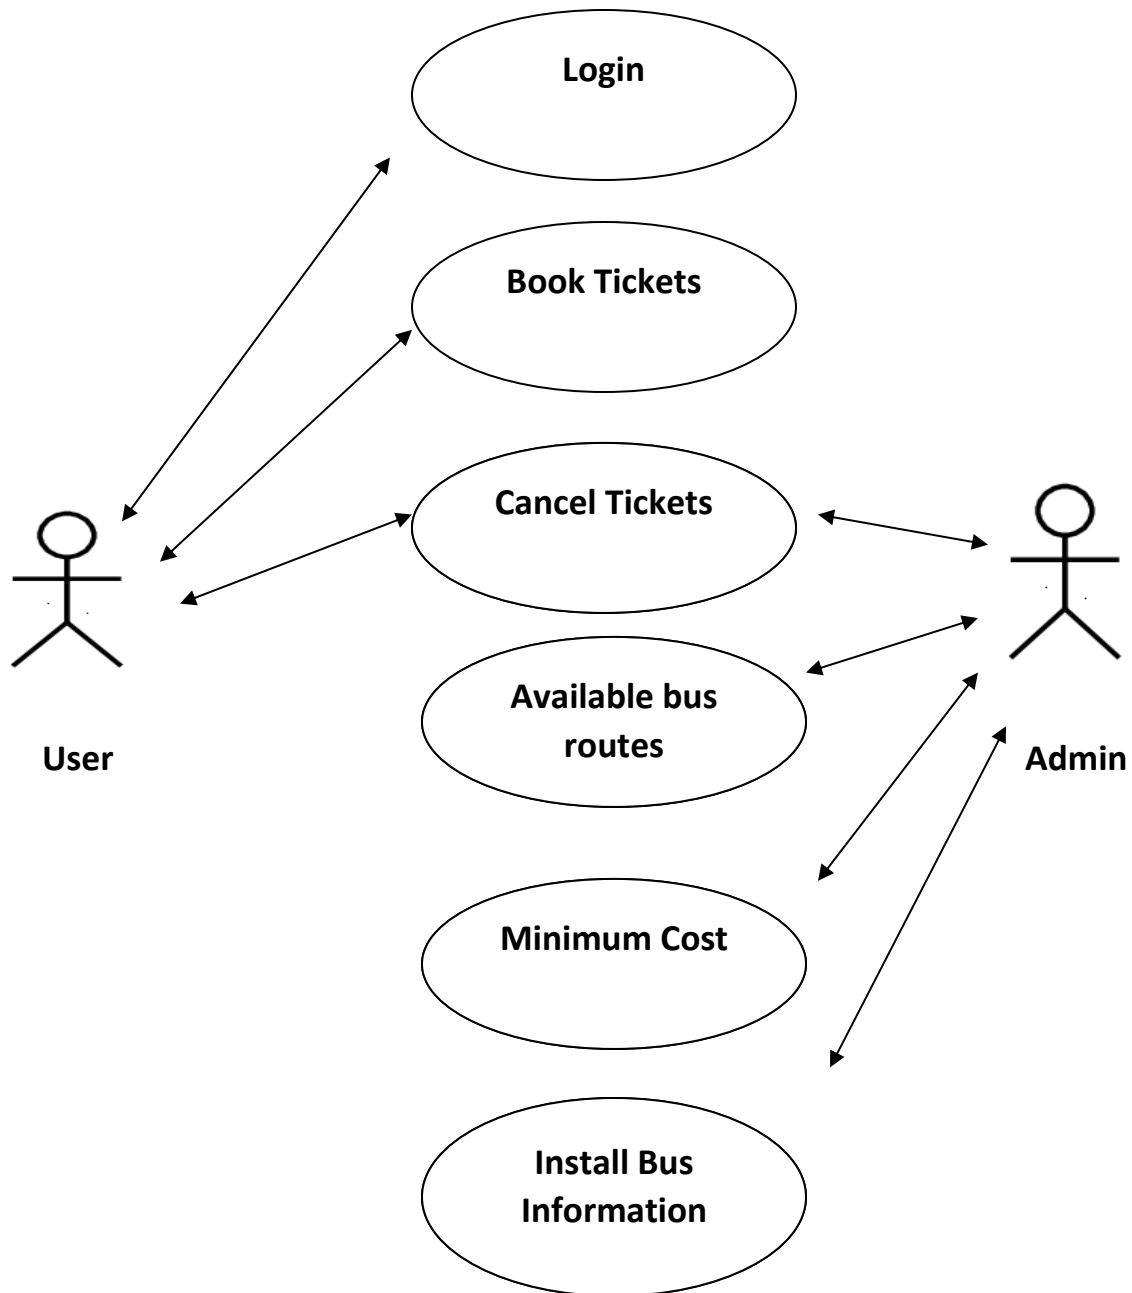 Login
Book Tickets
Cancel Tickets
Available bus
routes
User
Admin
Minimum Cost
Install Bus
Information